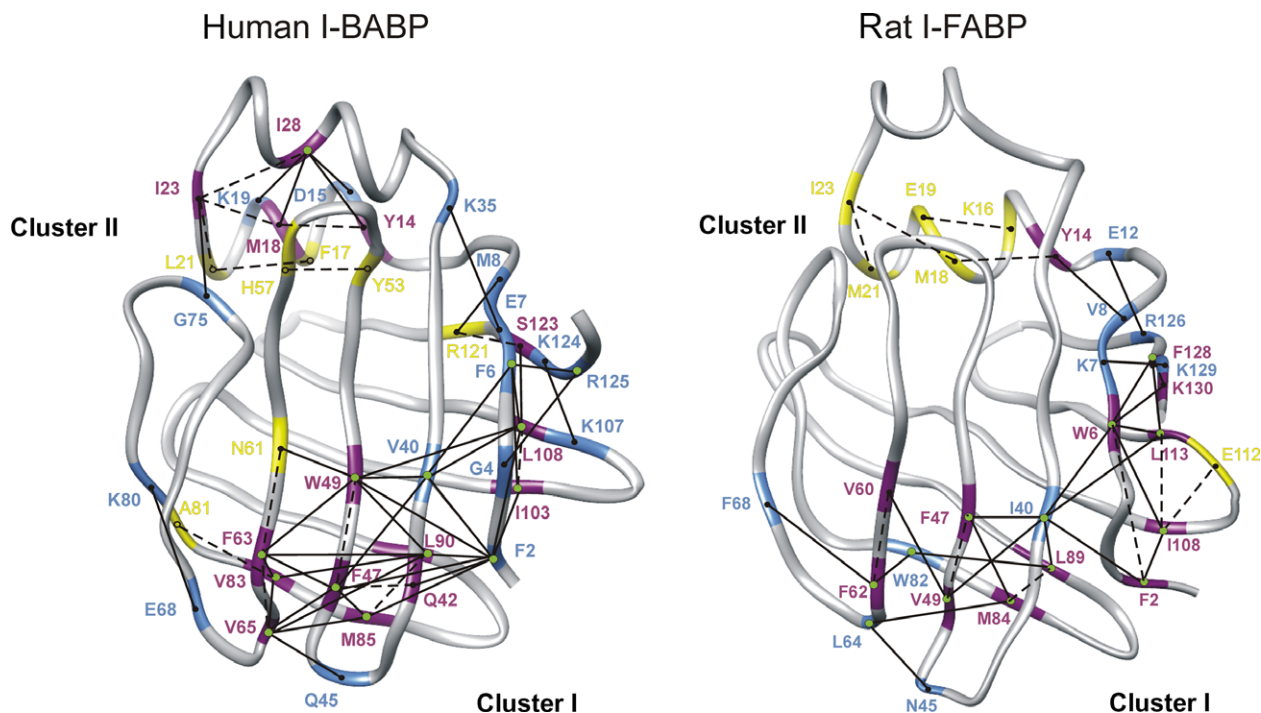 Human I-BABP
Rat I-FABP
I28
I23
K19
D15
K35
Cluster II
M18
Y14
F17
L21
H57
Y53
M8
G75
E7
S123
R121
K124
F6
R125
N61
V40
K107
W49
G4
L108
K80
A81
I103
F63
L90
F2
V83
F47
Q42
E68
V65
M85
Q45
Cluster I
I23
E19
K16
Cluster II
Y14
E12
M21
M18
V8
R126
K7
F128
K129
K130
W6
L113
E112
F68
V60
F47
I40
I108
W82
L89
F62
V49
M84
F2
L64
N45
Cluster I